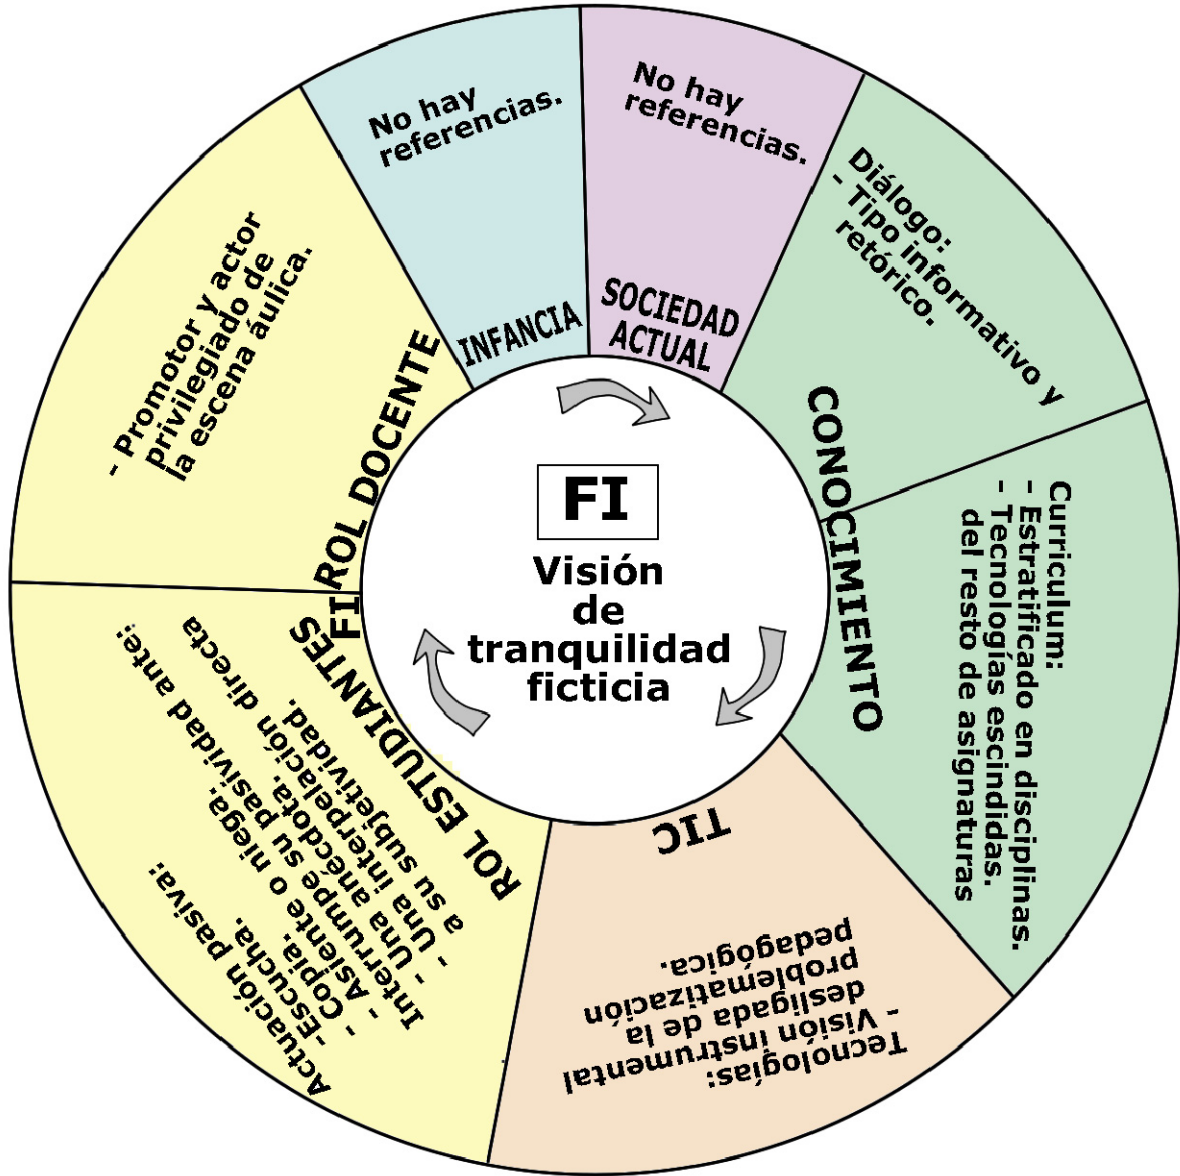 FI
Visión
de
tranquilidad
ficticia
INFANCIA
No hay
referencias.
SOCIEDAD
ACTUAL
No hay
referencias.
CONOCIMIENTO
Diálogo:
- Tipo informativo y
retórico.
Curriculum:
- Estratificado en disciplinas.
- Tecnologías escindidas.
del resto de asignaturas
TIC
Tecnologías:
- Visión instrumental
desligada de la
problematización
pedagógica.
ROL ESTUDIANTES
Actuación pasiva:
-Escucha.
- Copia.
- Asiente o niega.
Interrumpe su pasividad ante:
- Una anécdota.
- Una interpelación directa
a su subjetividad.
FI
ROL DOCENTE
- Promotor y actor
privilegiado de
la escena áulica.